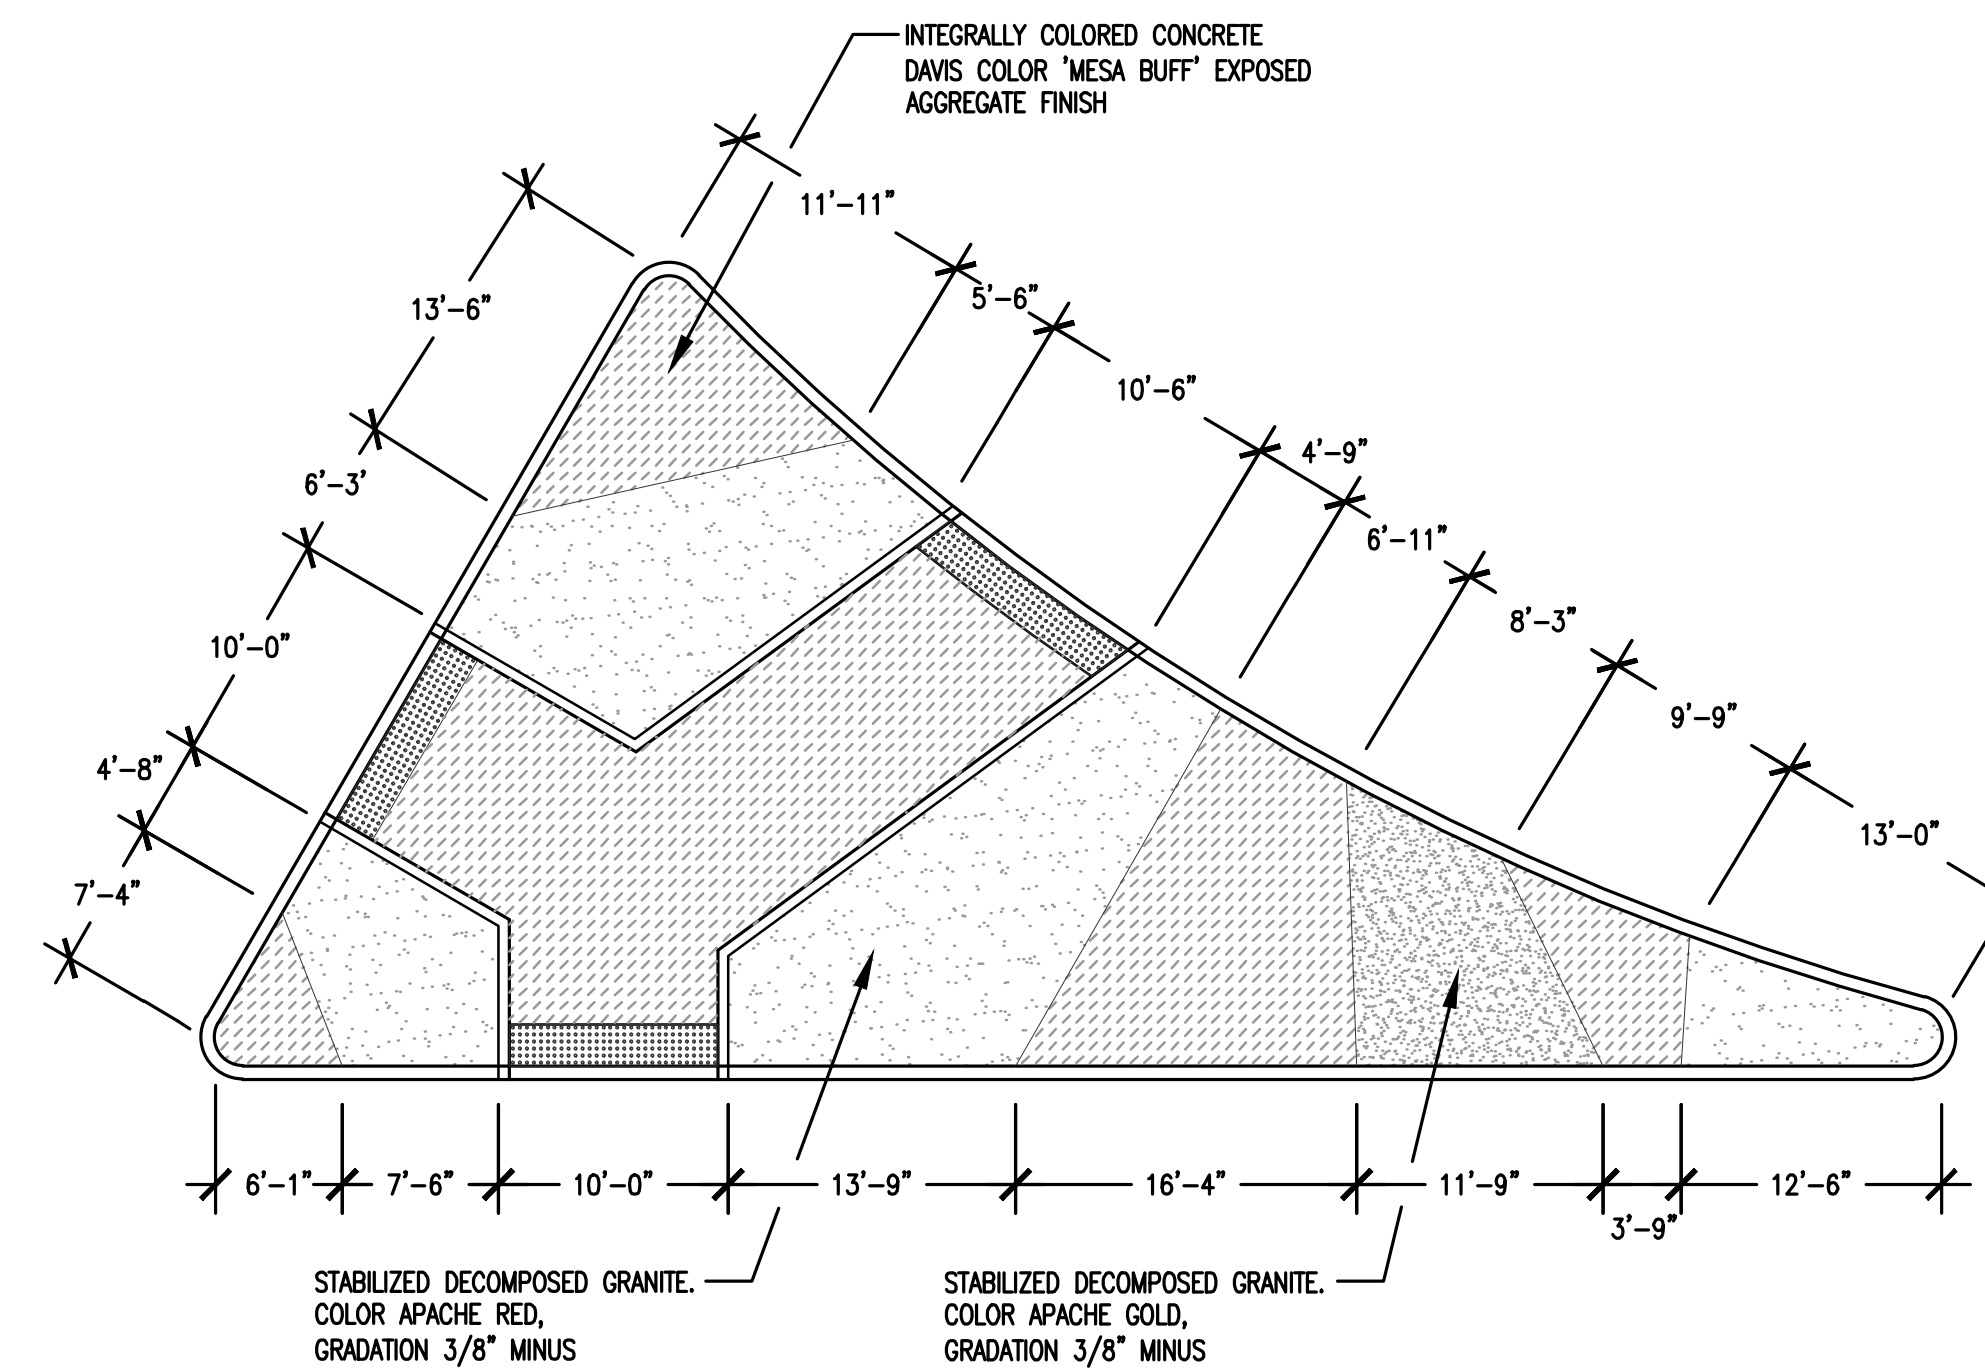 INTEGRALLY COLORED CONCRETE
DAVIS COLOR 'MESA BUFF' EXPOSED
AGGREGATE FINISH
11'-11"
13'-6"
5'-6"
10'-6"
4'-9"
6'-3'
6'-11"
8'-3"
10'-0"
9'-9"
4'-8"
13'-0"
7'-4"
6'-1"
7'-6"
10'-0"
13'-9"
16'-4"
11'-9"
12'-6"
3'-9"
STABILIZED DECOMPOSED GRANITE.
COLOR APACHE RED,
GRADATION 3/8" MINUS
STABILIZED DECOMPOSED GRANITE.
COLOR APACHE GOLD,
GRADATION 3/8" MINUS